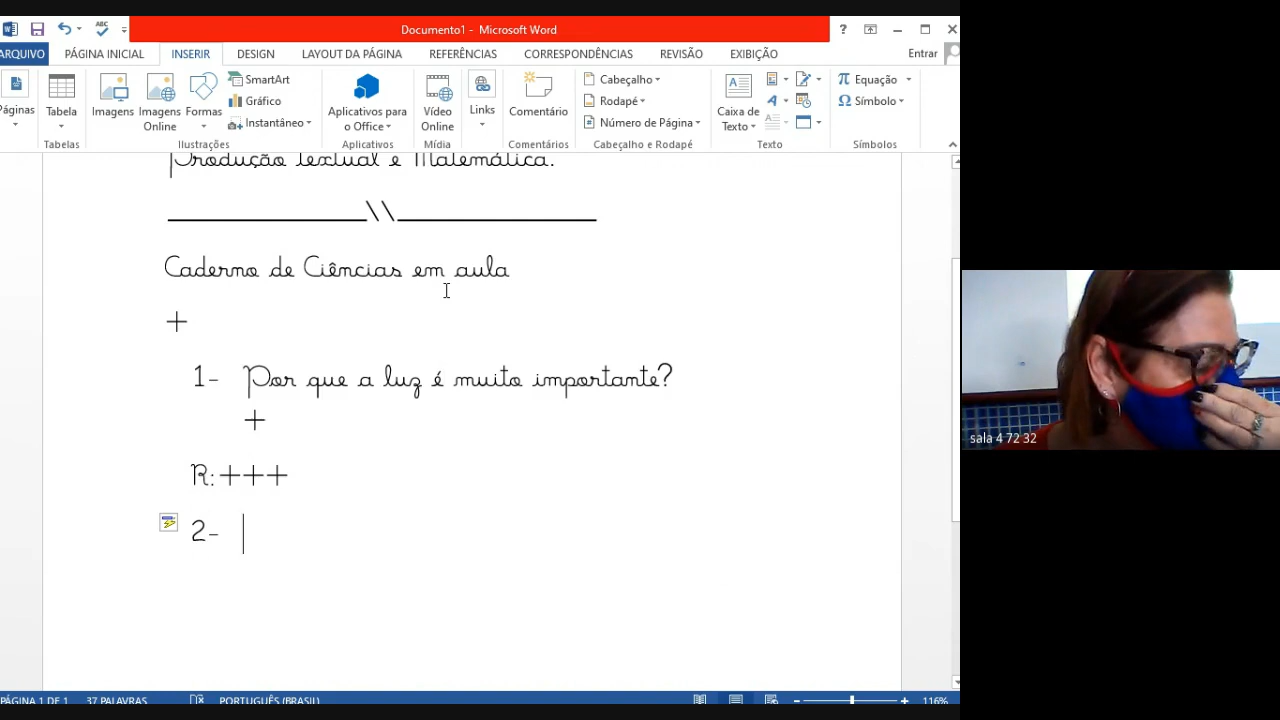 Documento1 - Microsoft Word
ARQUIVO PÁGINA INICIAL INSERIR DESIGN LAYOUT DA PÁGINA REFERÊNCIAS CORRESPONDÊNCIAS REVISÃO EXIBIÇÃO Entrar
Páginas Tabela Imagens Imagens Online Formas SmartArt Gráfico Instantâneo Aplicativos para o Office Vídeo Online Links Comentário Cabeçalho Rodapé Número de Página Caixa de Texto Equação Símbolo
Tabelas Ilustrações Aplicativos Mídia Comentários Cabeçalho e Rodapé Texto Símbolos
Produção textual e Matemática.
____________\\____________
Caderno de Ciências em aula
+
1- Por que a luz é muito importante?
+
R:+++
2-
sala 4 72 32
PÁGINA 1 DE 1 37 PALAVRAS PORTUGUÊS (BRASIL) 116%